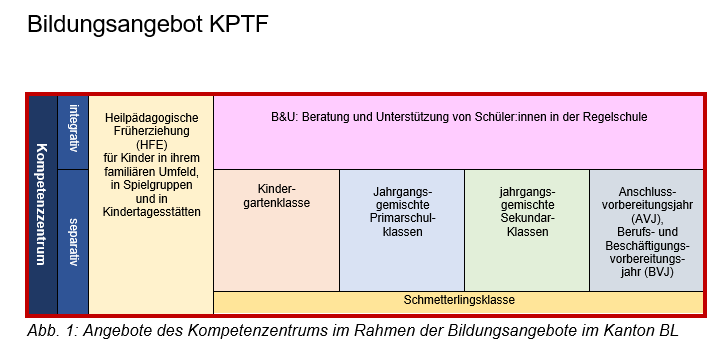 Bildungsangebot KPTF
Kompetenzzentrum
integrativ
separativ
Heilpädagogische
Früherziehung
(HFE)
für Kinder in ihrem
familiären Umfeld,
in Spielgruppen
und in
Kindertagesstätten
B&U: Beratung und Unterstützung von Schüler:innen in der Regelschule
Kinder-
gartenklasse
Jahrgangs-
gemischte
Primarschul-
klassen
jahrgangs-
gemischte
Sekundar-
Klassen
Anschluss-
vorbereitungsjahr
(AVJ),
Berufs- und
Beschäftigungs-
vorbereitungs-
jahr (BVJ)
Schmetterlingsklasse
Abb. 1: Angebote des Kompetenzentrums im Rahmen der Bildungsangebote im Kanton BL